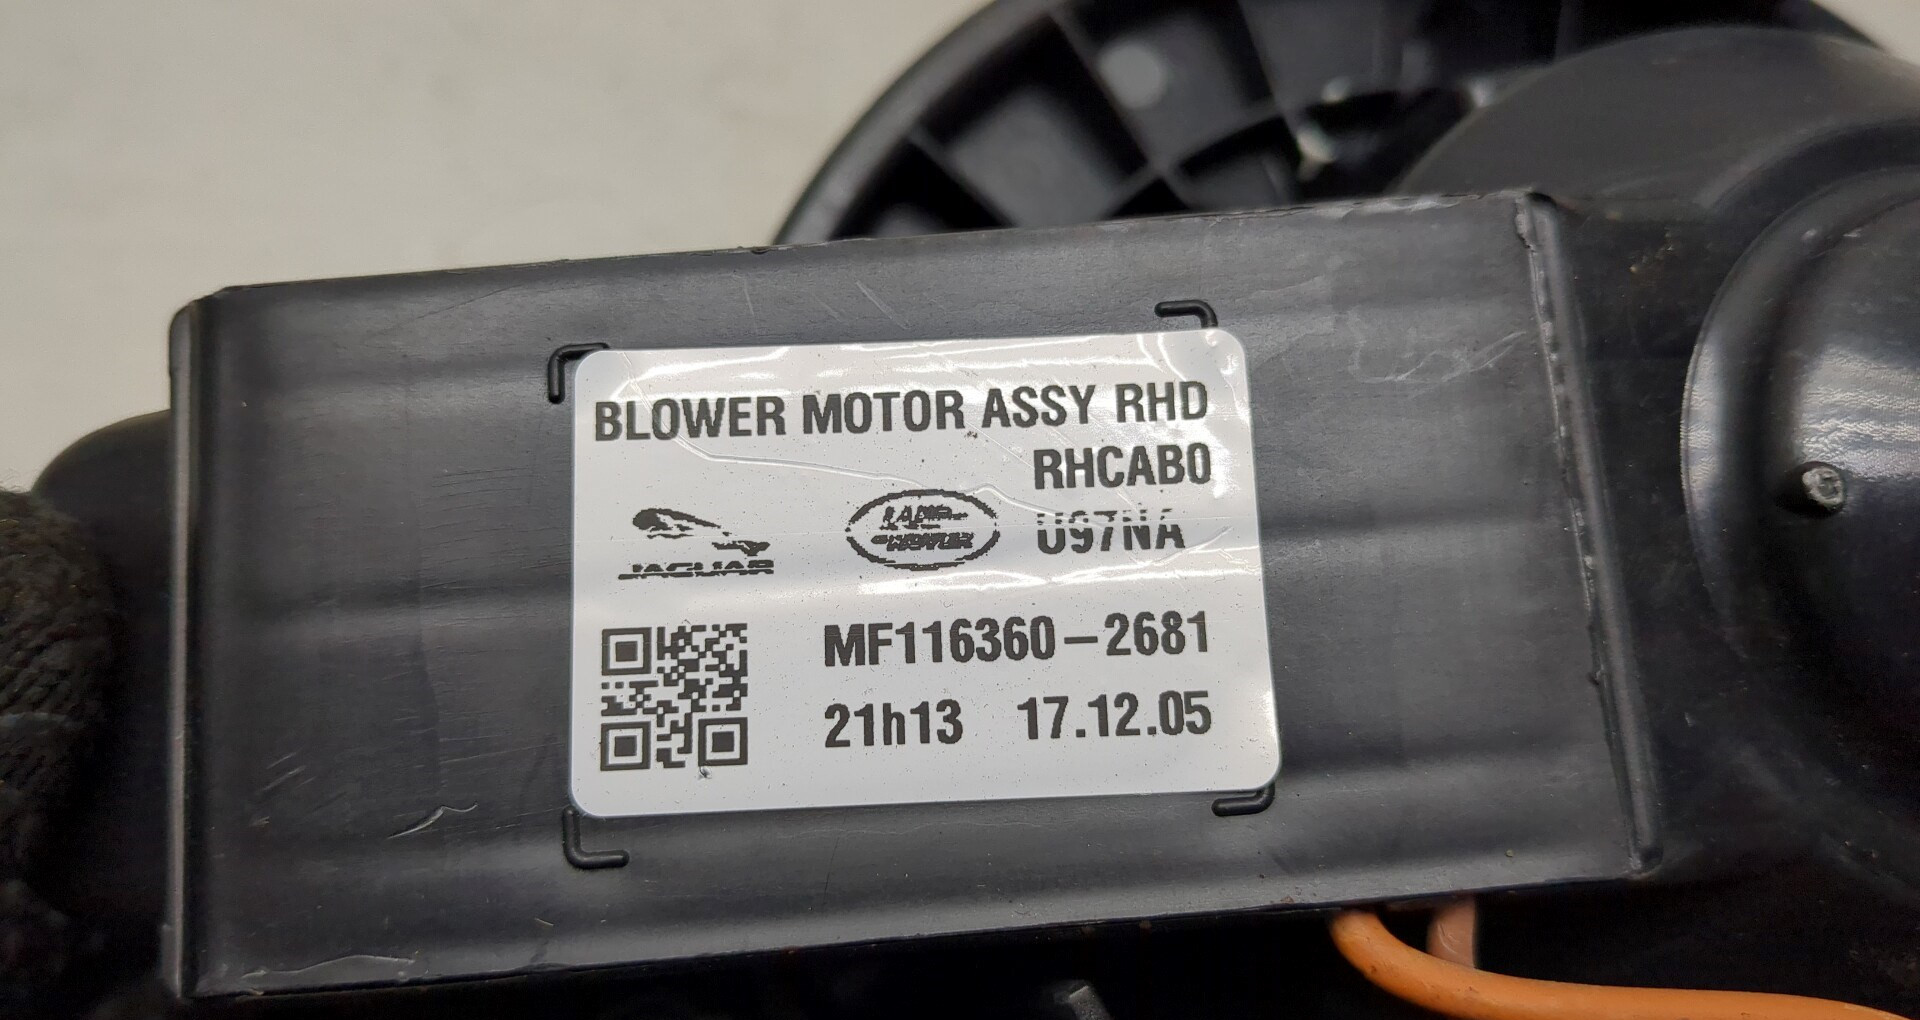 BLOWER MOTOR ASSY RHD
RHCAB0
JAGUAR LAND ROVER U97NA
MF116360-2681
21h13 17.12.05